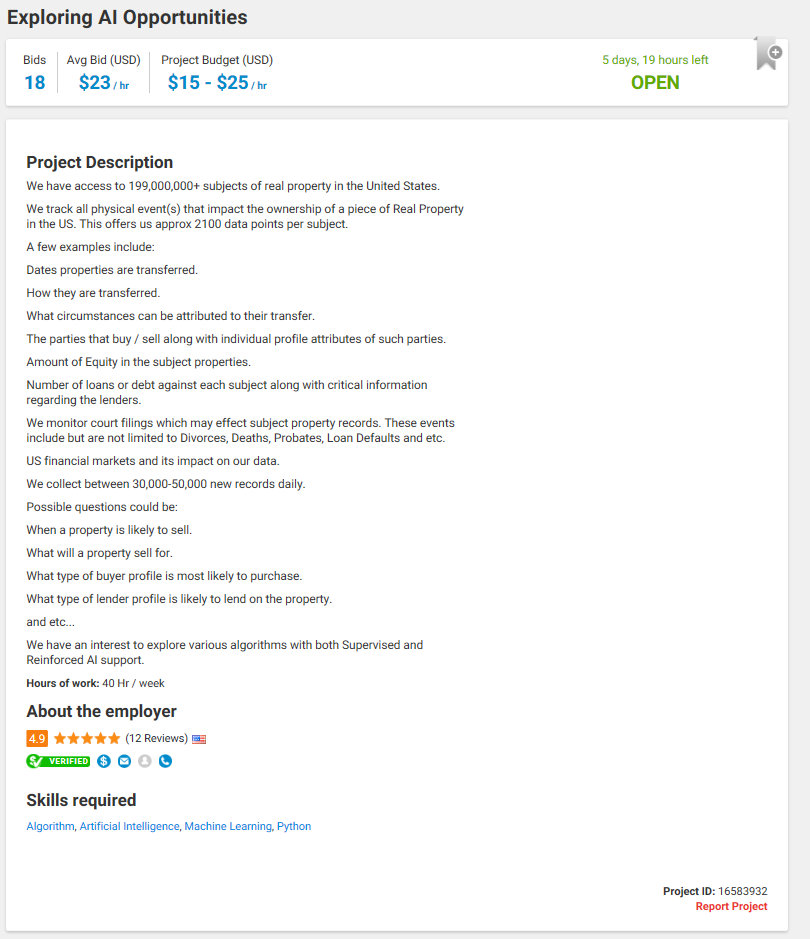 Exploring AI Opportunities
Bids
Avg Bid (USD)
Project Budget (USD)
5 days, 19 hours left
18
$23 / hr
$15 - $25 / hr
OPEN
Project Description
We have access to 199,000,000+ subjects of real property in the United States.
We track all physical event(s) that impact the ownership of a piece of Real Property
in the US. This offers us approx 2100 data points per subject.
A few examples include:
Dates properties are transferred.
How they are transferred.
What circumstances can be attributed to their transfer.
The parties that buy / sell along with individual profile attributes of such parties.
Amount of Equity in the subject properties.
Number of loans or debt against each subject along with critical information
regarding the lenders.
We monitor court filings which may effect subject property records. These events
include but are not limited to Divorces, Deaths, Probates, Loan Defaults and etc.
US financial markets and its impact on our data.
We collect between 30,000-50,000 new records daily.
Possible questions could be:
When a property is likely to sell.
What will a property sell for.
What type of buyer profile is most likely to purchase.
What type of lender profile is likely to lend on the property.
and etc...
We have an interest to explore various algorithms with both Supervised and
Reinforced AI support.
Hours of work: 40 Hr / week
About the employer
4.9 (12 Reviews)
VERIFIED
Skills required
Algorithm, Artificial Intelligence, Machine Learning, Python
Project ID: 16583932
Report Project